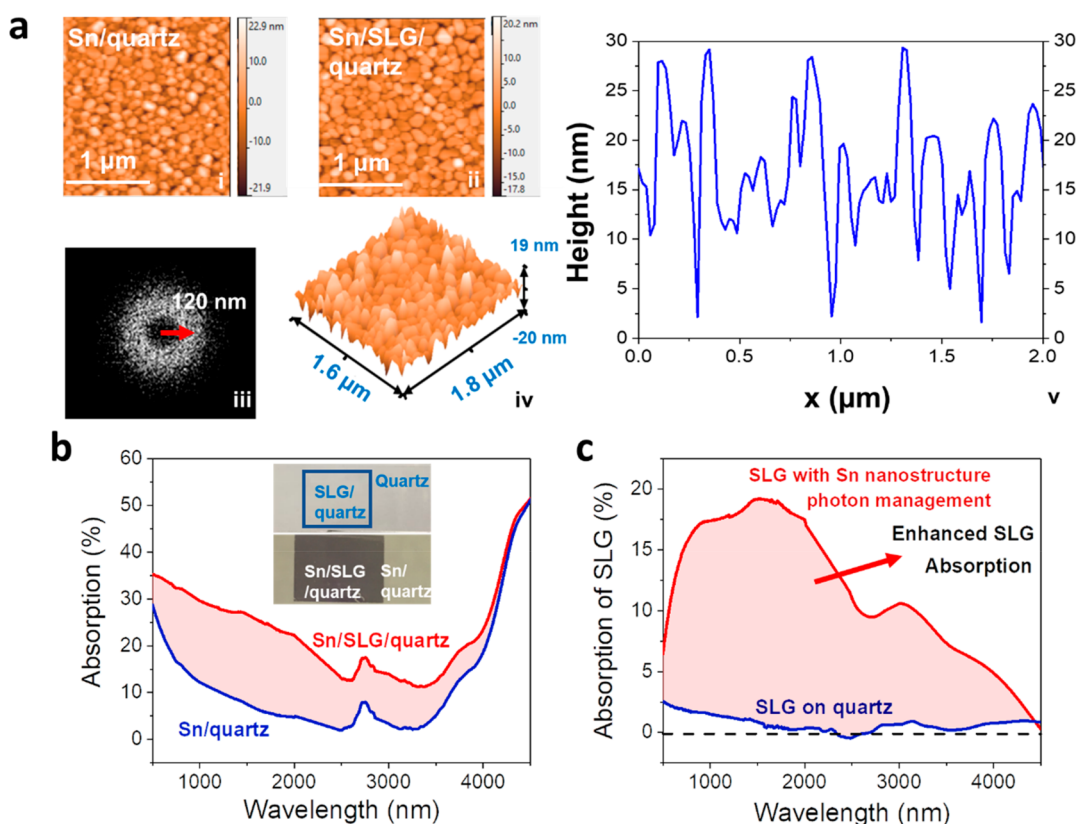 a
Sn/quartz
1 µm
i
22.9 nm
10.0
0.0
-10.0
-21.9
Sn/SLG/
quartz
1 µm
ii
20.2 nm
15.0
10.0
5.0
0.0
-5.0
-10.0
-15.0
-17.8
120 nm
iii
19 nm
-20 nm
1.6 µm
1.8 µm
iv
Height (nm)
30
25
20
15
10
5
0
30
25
20
15
10
5
0
0.0
0.5
1.0
1.5
2.0
x (µm)
v
v
b
Absorption (%)
60
50
40
30
20
10
0
SLG/
quartz
Quartz
Sn/SLG
/quartz
Sn/
quartz
Sn/SLG/quartz
Sn/quartz
1000
2000
3000
4000
Wavelength (nm)
c
Absorption of SLG (%)
20
15
10
5
0
SLG with Sn nanostructure
photon management
Enhanced SLG
Absorption
SLG on quartz
1000
2000
3000
4000
Wavelength (nm)